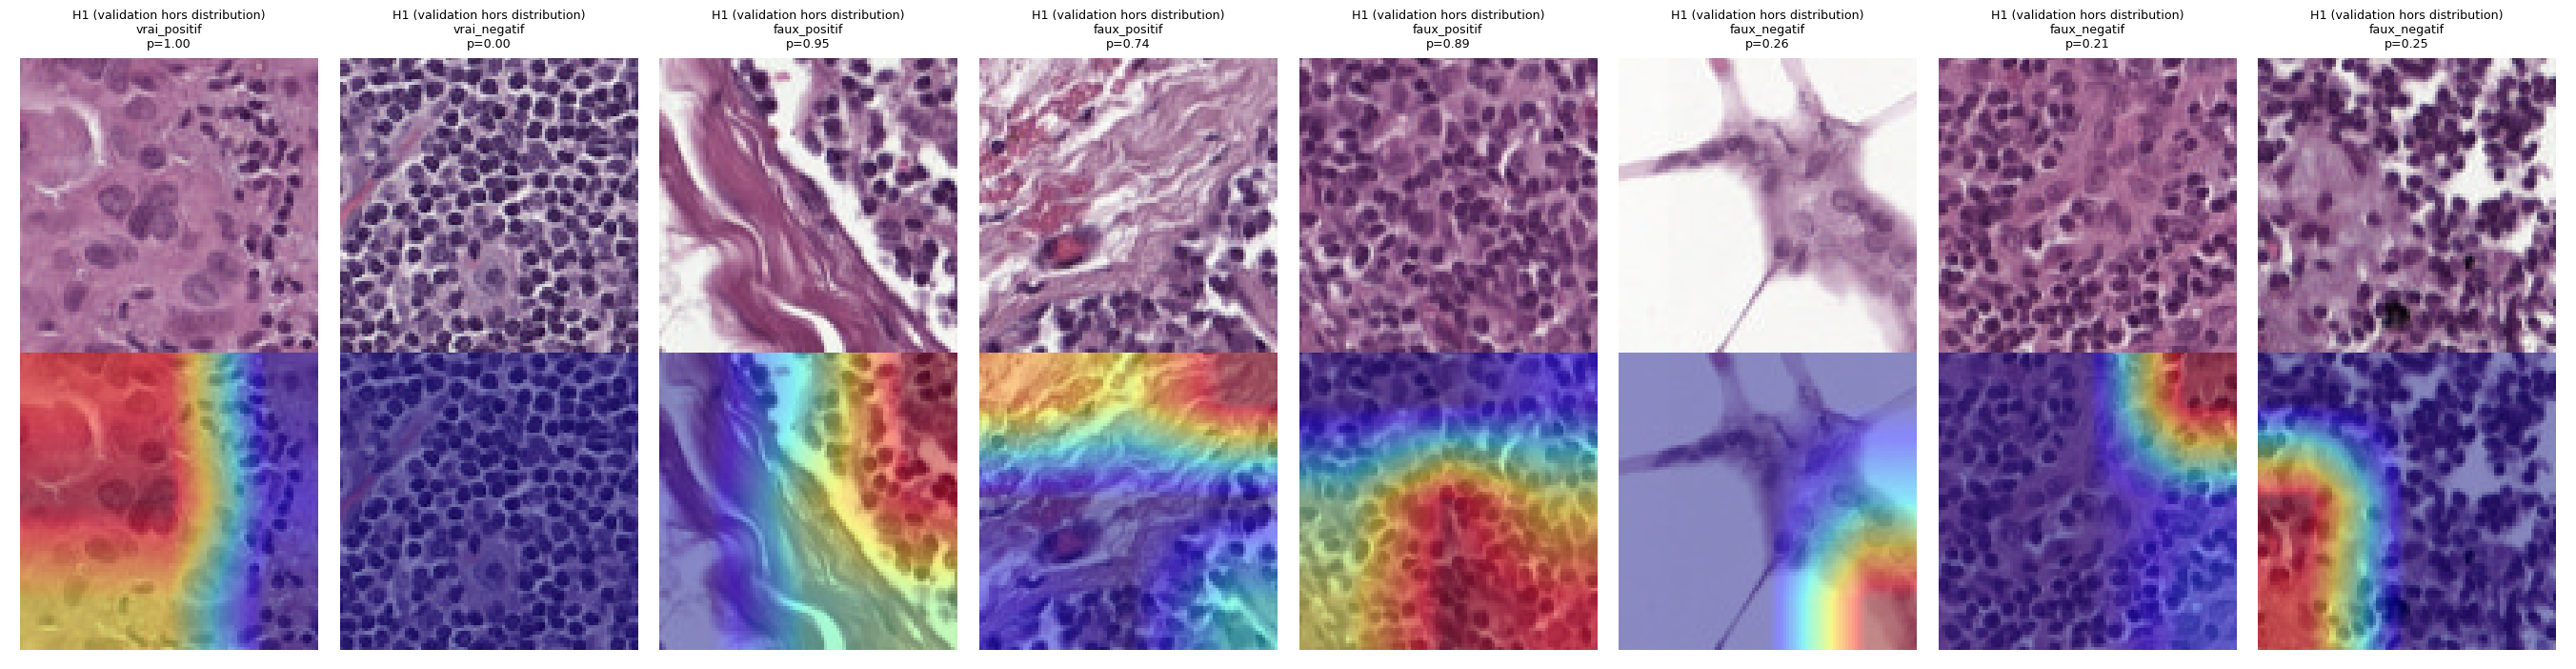 H1 (validation hors distribution)
vrai_positif
p=1.00
H1 (validation hors distribution)
vrai_negatif
p=0.00
H1 (validation hors distribution)
faux_positif
p=0.95
H1 (validation hors distribution)
faux_positif
p=0.74
H1 (validation hors distribution)
faux_positif
p=0.89
H1 (validation hors distribution)
faux_negatif
p=0.26
H1 (validation hors distribution)
faux_negatif
p=0.21
H1 (validation hors distribution)
faux_negatif
p=0.25